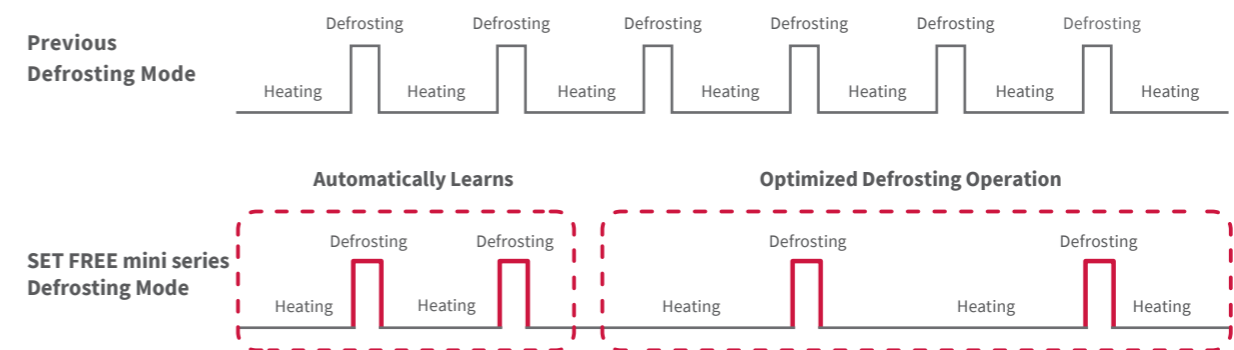 Defrosting Defrosting Defrosting Defrosting Defrosting Defrosting
Previous
Defrosting Mode
Heating Heating Heating Heating Heating Heating Heating
Automatically Learns Optimized Defrosting Operation
Defrosting Defrosting Defrosting Defrosting
SET FREE mini series
Defrosting Mode
Heating Heating Heating Heating Heating